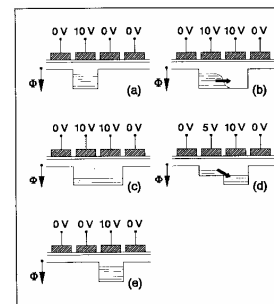 0V 10V 0V 0V 0V 10V 10V 0V
Φ (a) Φ (b)
0V 10V 10V 0V 0V 5V 10V 0V
Φ (c) Φ (d)
0V 0V 10V 0V
Φ (e)